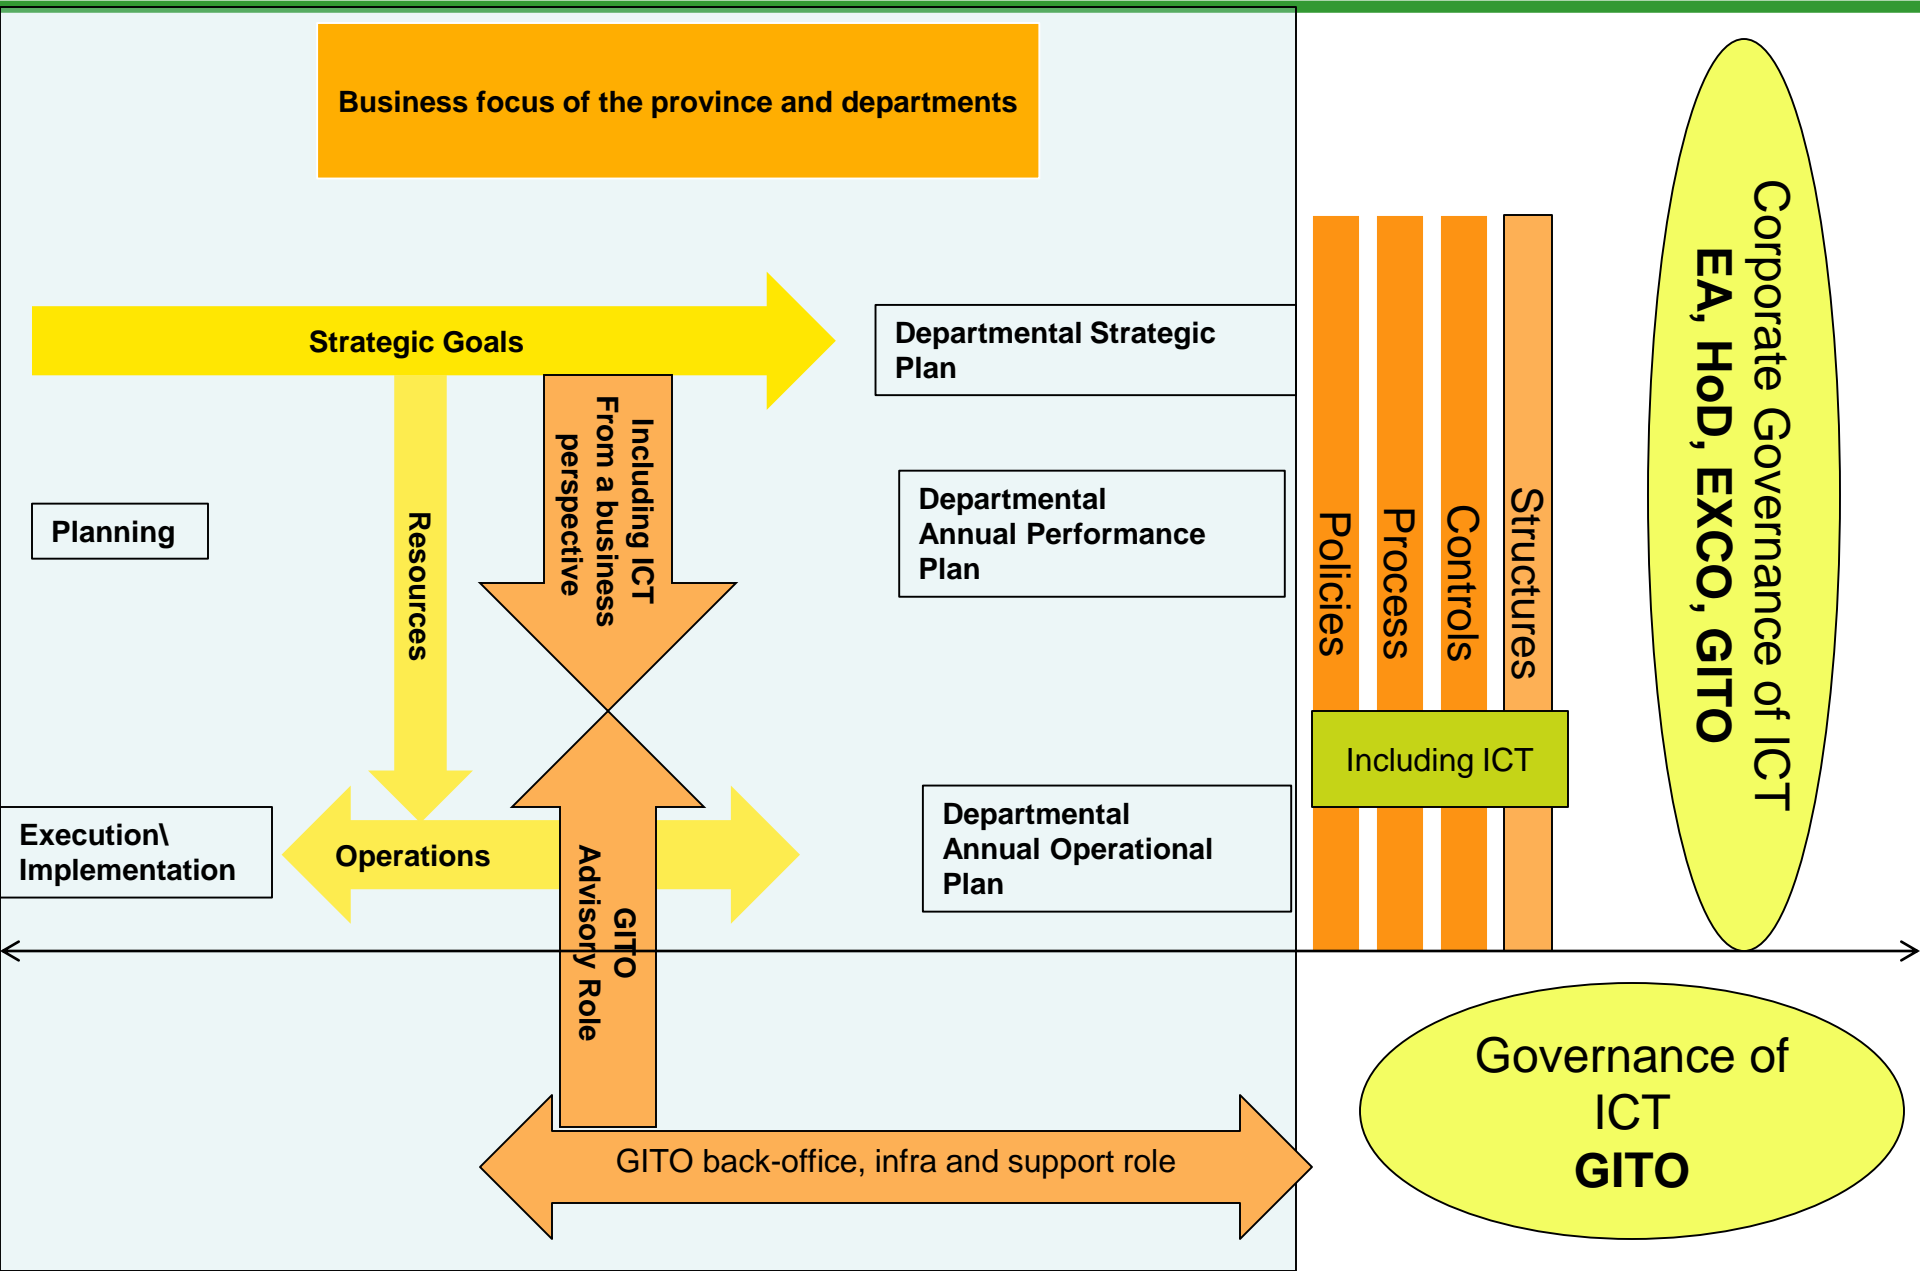 Business focus of the province and departments
Strategic Goals
Departmental Strategic
Plan
Including ICT
From a business
perspective
Resources
Planning
Departmental
Annual Performance
Plan
Policies
Process
Controls
Structures
Including ICT
Corporate Governance of ICT
EA, HoD, EXCO, GITO
Execution\
Implementation
Operations
Departmental
Annual Operational
Plan
GITO
Advisory Role
GITO back-office, infra and support role
Governance of
ICT
GITO